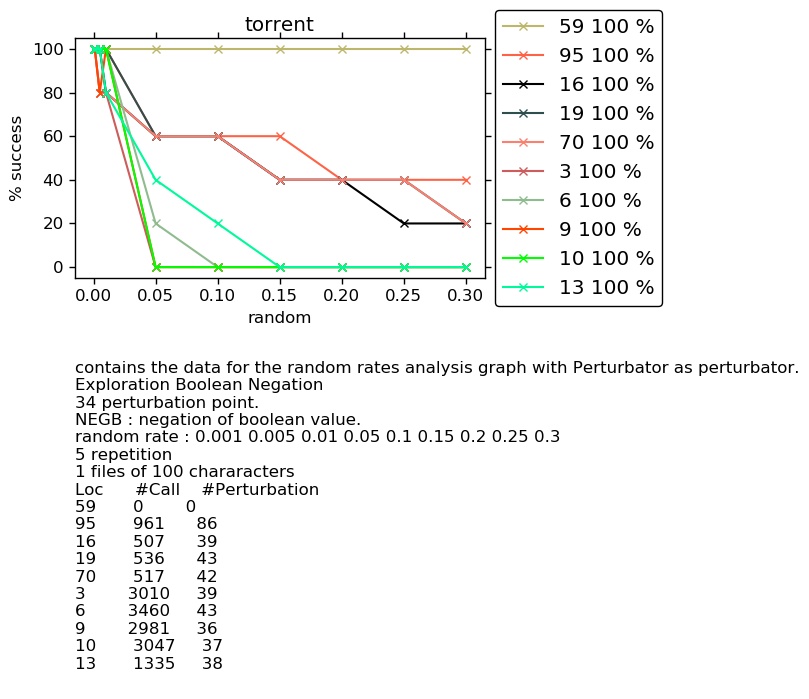 torrent
% success
100
80
60
40
20
0
0.00 0.05 0.10 0.15 0.20 0.25 0.30
random
59 100 %
95 100 %
16 100 %
19 100 %
70 100 %
3 100 %
6 100 %
9 100 %
10 100 %
13 100 %
contains the data for the random rates analysis graph with Perturbator as perturbator.
Exploration Boolean Negation
34 perturbation point.
NEGB : negation of boolean value.
random rate : 0.001 0.005 0.01 0.05 0.1 0.15 0.2 0.25 0.3
5 repetition
1 files of 100 chararacters
Loc #Call #Perturbation
59 0 0
95 961 86
16 507 39
19 536 43
70 517 42
3 3010 39
6 3460 43
9 2981 36
10 3047 37
13 1335 38